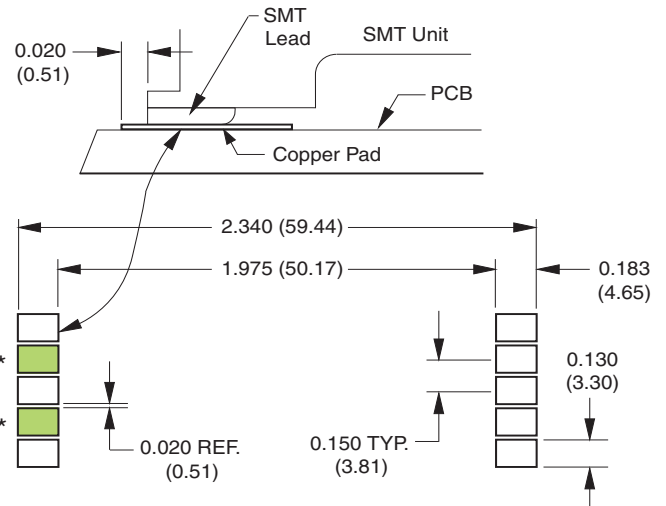 SMT
Lead
SMT Unit
0.020
(0.51)
PCB
Copper Pad
2.340 (59.44)
1.975 (50.17)
0.183
(4.65)
*
0.130
(3.30)
*
0.020 REF.
(0.51)
0.150 TYP.
(3.81)